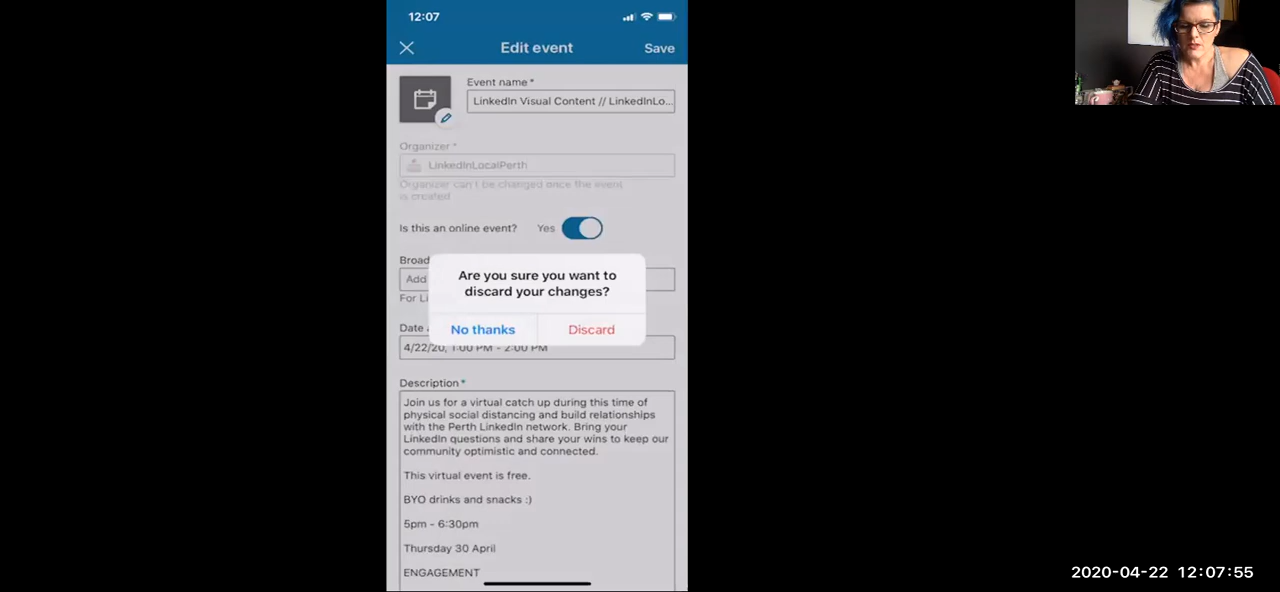 12:07
Edit event
Save
Event name *
LinkedIn Visual Content // LinkedInLo...
Organizer *
LinkedInLocalPerth
Organizer can't be changed once the event
is created
Is this an online event? Yes
Broad
Add
For Li
Are you sure you want to
discard your changes?
No thanks
Discard
Date
4/22/20, 1:00 PM - 2:00 PM
Description *
Join us for a virtual catch up during this time of
physical social distancing and build relationships
with the Perth LinkedIn network. Bring your
LinkedIn questions and share your wins to keep our
community optimistic and connected.
This virtual event is free.
BYO drinks and snacks :)
5pm - 6:30pm
Thursday 30 April
ENGAGEMENT
2020-04-22 12:07:55